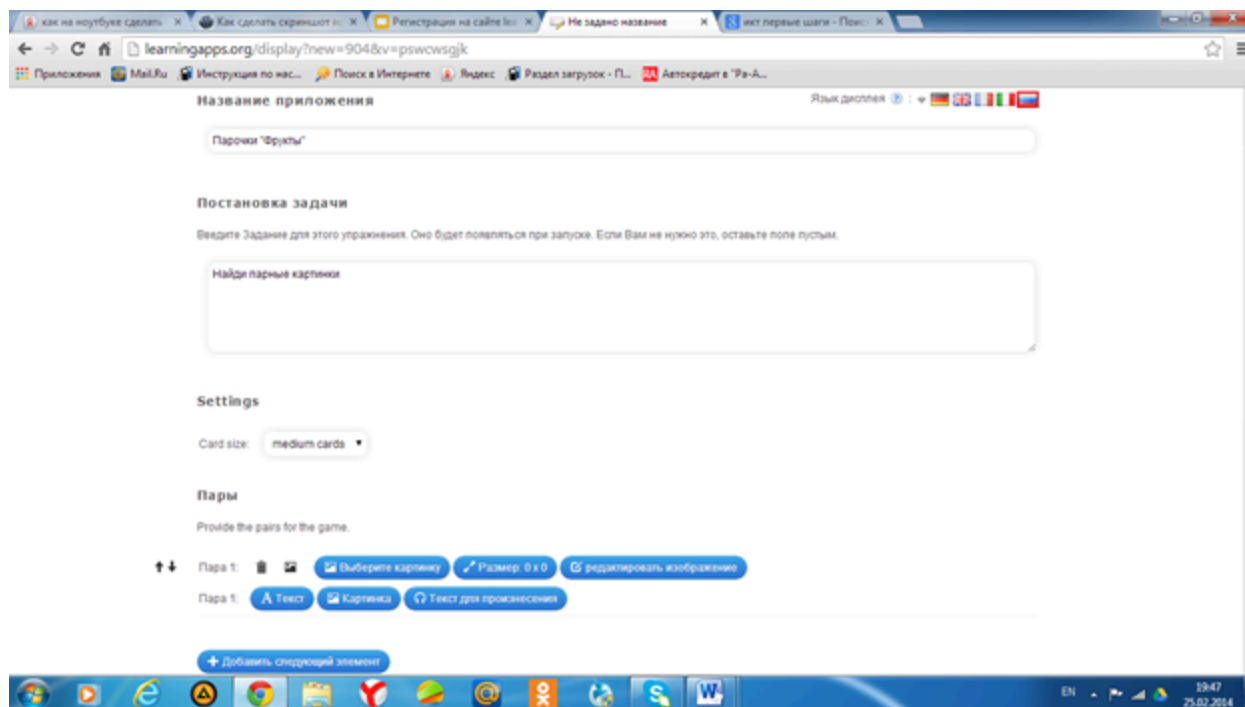 как на ноутбуке сделать
Как сделать скриншот н
Регистрация на сайте le
Не задано название
икт первые шаги - Поис
learningapps.org/display?new=904&v=pswcwsgjk
Приложения Mail.Ru Инструкция по нас... Поиск в Интернете Яндекс Раздел загрузок - П... Автокредит в "Ра-А...
Название приложения
Язык дисплея ? :
Парочки "Фрукты"
Постановка задачи
Введите Задание для этого упражнения. Оно будет появляться при запуске. Если Вам не нужно это, оставьте поле пустым.
Найди парные картинки
Settings
Card size: medium cards
Пары
Provide the pairs for the game.
Пара 1: Выберите картинку Размер: 0 x 0 редактировать изображение
Пара 1: A Текст Картинка Текст для произнесения
+ Добавить следующий элемент
EN
19:47
25.02.2014